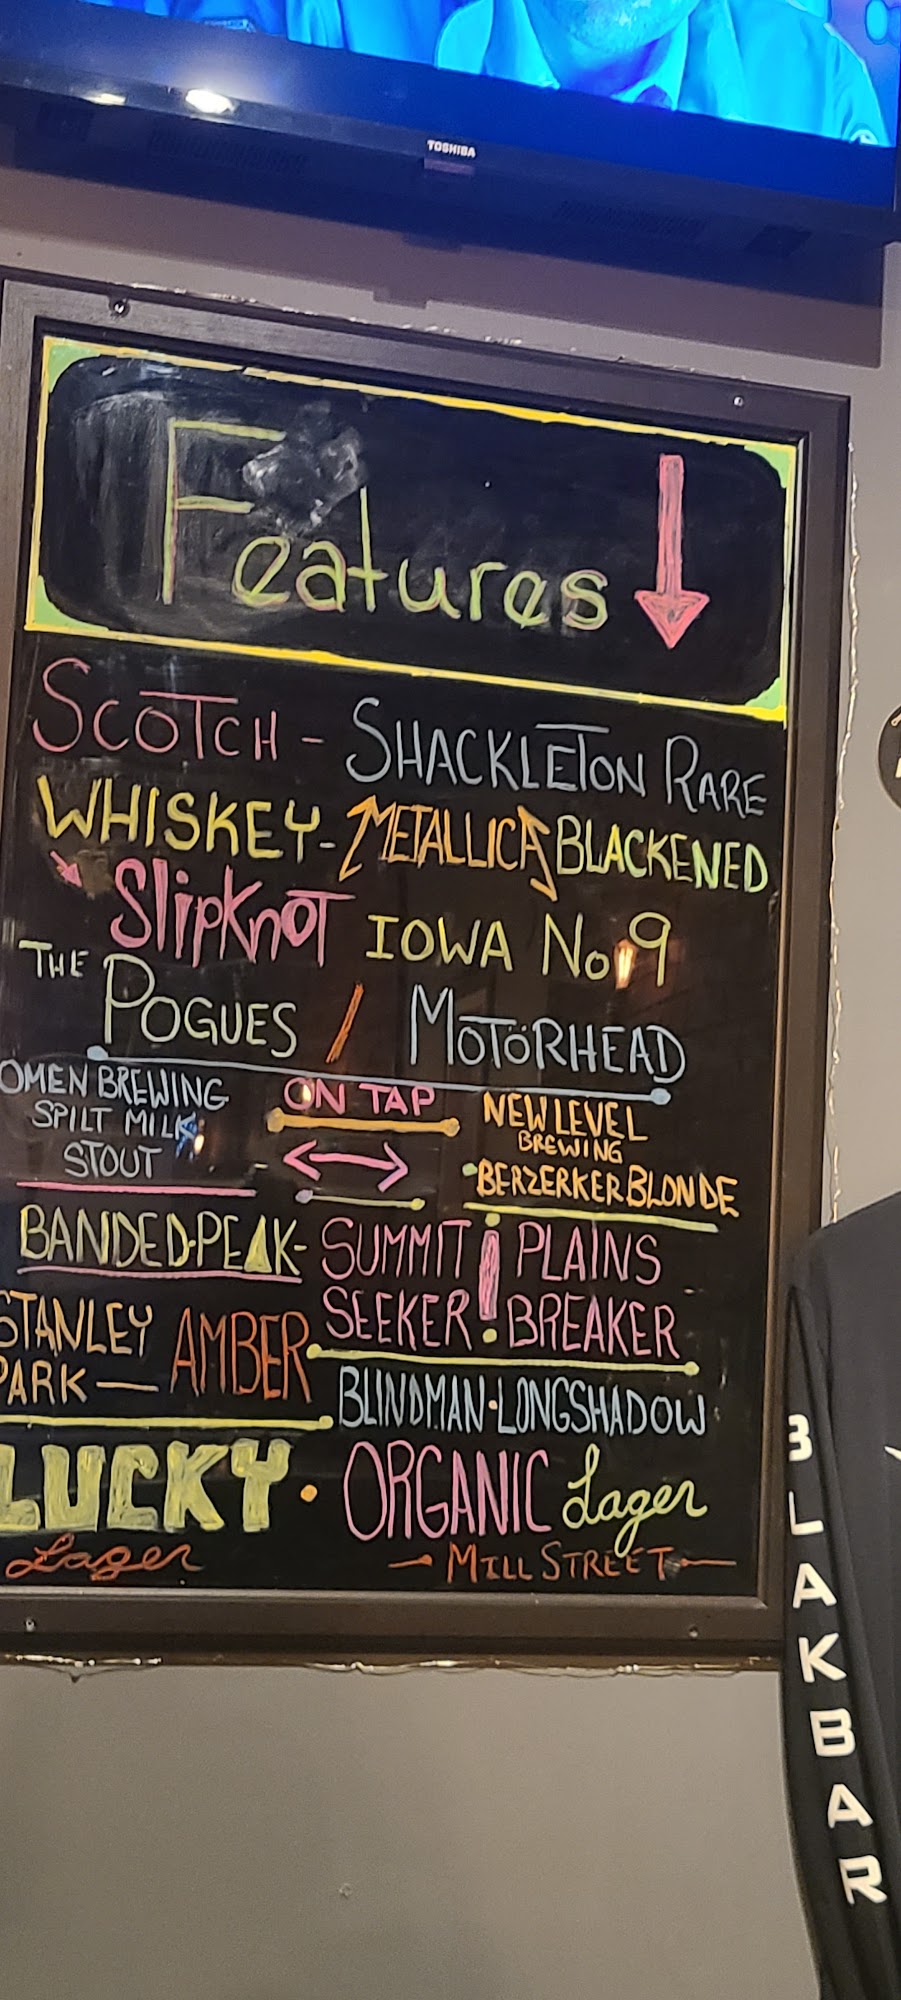 TOSHIBA
Features
SCOTCH - SHACKLETON RARE
WHISKEY - METALLICA BLACKENED
SlipKnoT IOWA No 9
THE POGUES / MOTÖRHEAD
OMEN BREWING
SPILT MILK
STOUT
ON TAP
NEW LEVEL
BREWING
BERZERKER BLONDE
BANDED·PEAK-
SUMMIT
SEEKER
PLAINS
BREAKER
STANLEY
PARK —
AMBER
BLINDMAN·LONGSHADOW
LUCKY
Lager
ORGANIC Lager
MILL STREET
BLAKBAR